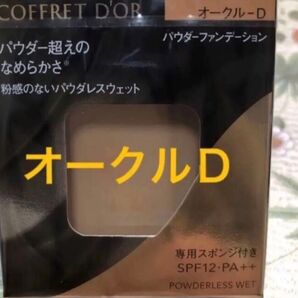 COFFRET D'OR
オークル-D
パウダーファンデーション
パウダー超えの
なめらかさ※
粉感のないパウダレスウェット
オークルD
専用スポンジ付き
SPF12・PA++
POWDERLESS WET